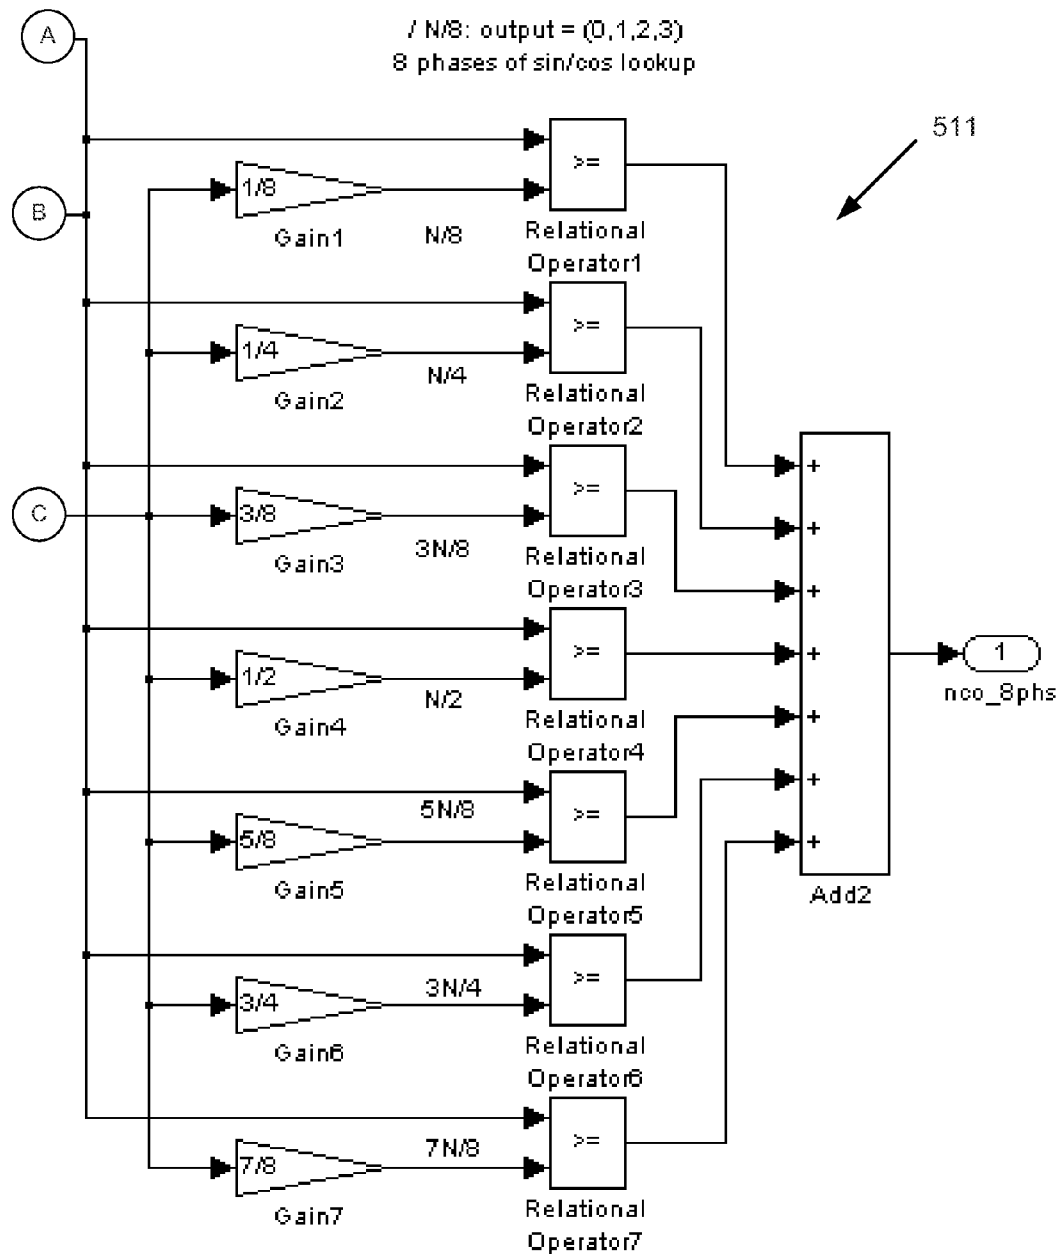 A
/ N/8: output = (0,1,2,3)
8 phases of sin/cos lookup
511
>=
1/8
B
Gain1
N/8
Relational
Operator1
>=
1/4
Gain2
N/4
Relational
Operator2
+
>=
C
3/8
+
Gain3
3N/8
Relational
Operator3
+
>=
+
1
1/2
Gain4
N/2
nco_8phs
Relational
Operator4
+
+
5N/8
>=
5/8
+
Gain5
Relational
Operator5
Add2
>=
3N/4
3/4
Gain6
Relational
Operator6
>=
7N/8
7/8
Gain7
Relational
Operator7